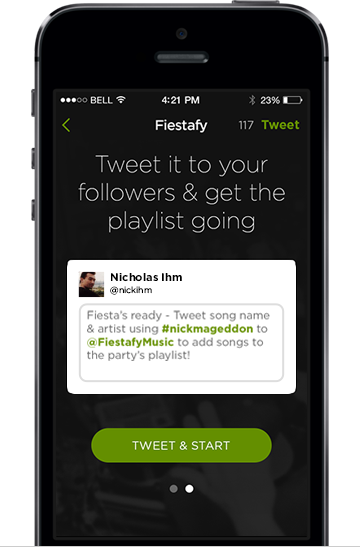 BELL 4:21 PM 23%
Fiestafy 117 Tweet
Tweet it to your
followers & get the
playlist going
Nicholas Ihm
@nickihm
Fiesta's ready - Tweet song name
& artist using #nickmageddon to
@FiestafyMusic to add songs to
the party's playlist!
TWEET & START